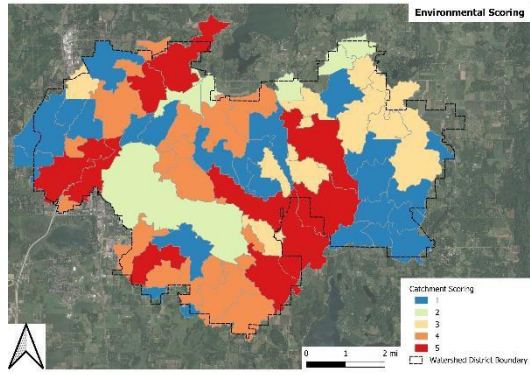 Environmental Scoring
Catchment Scoring
1
2
3
4
5
Watershed District Boundary
0 1 2 mi